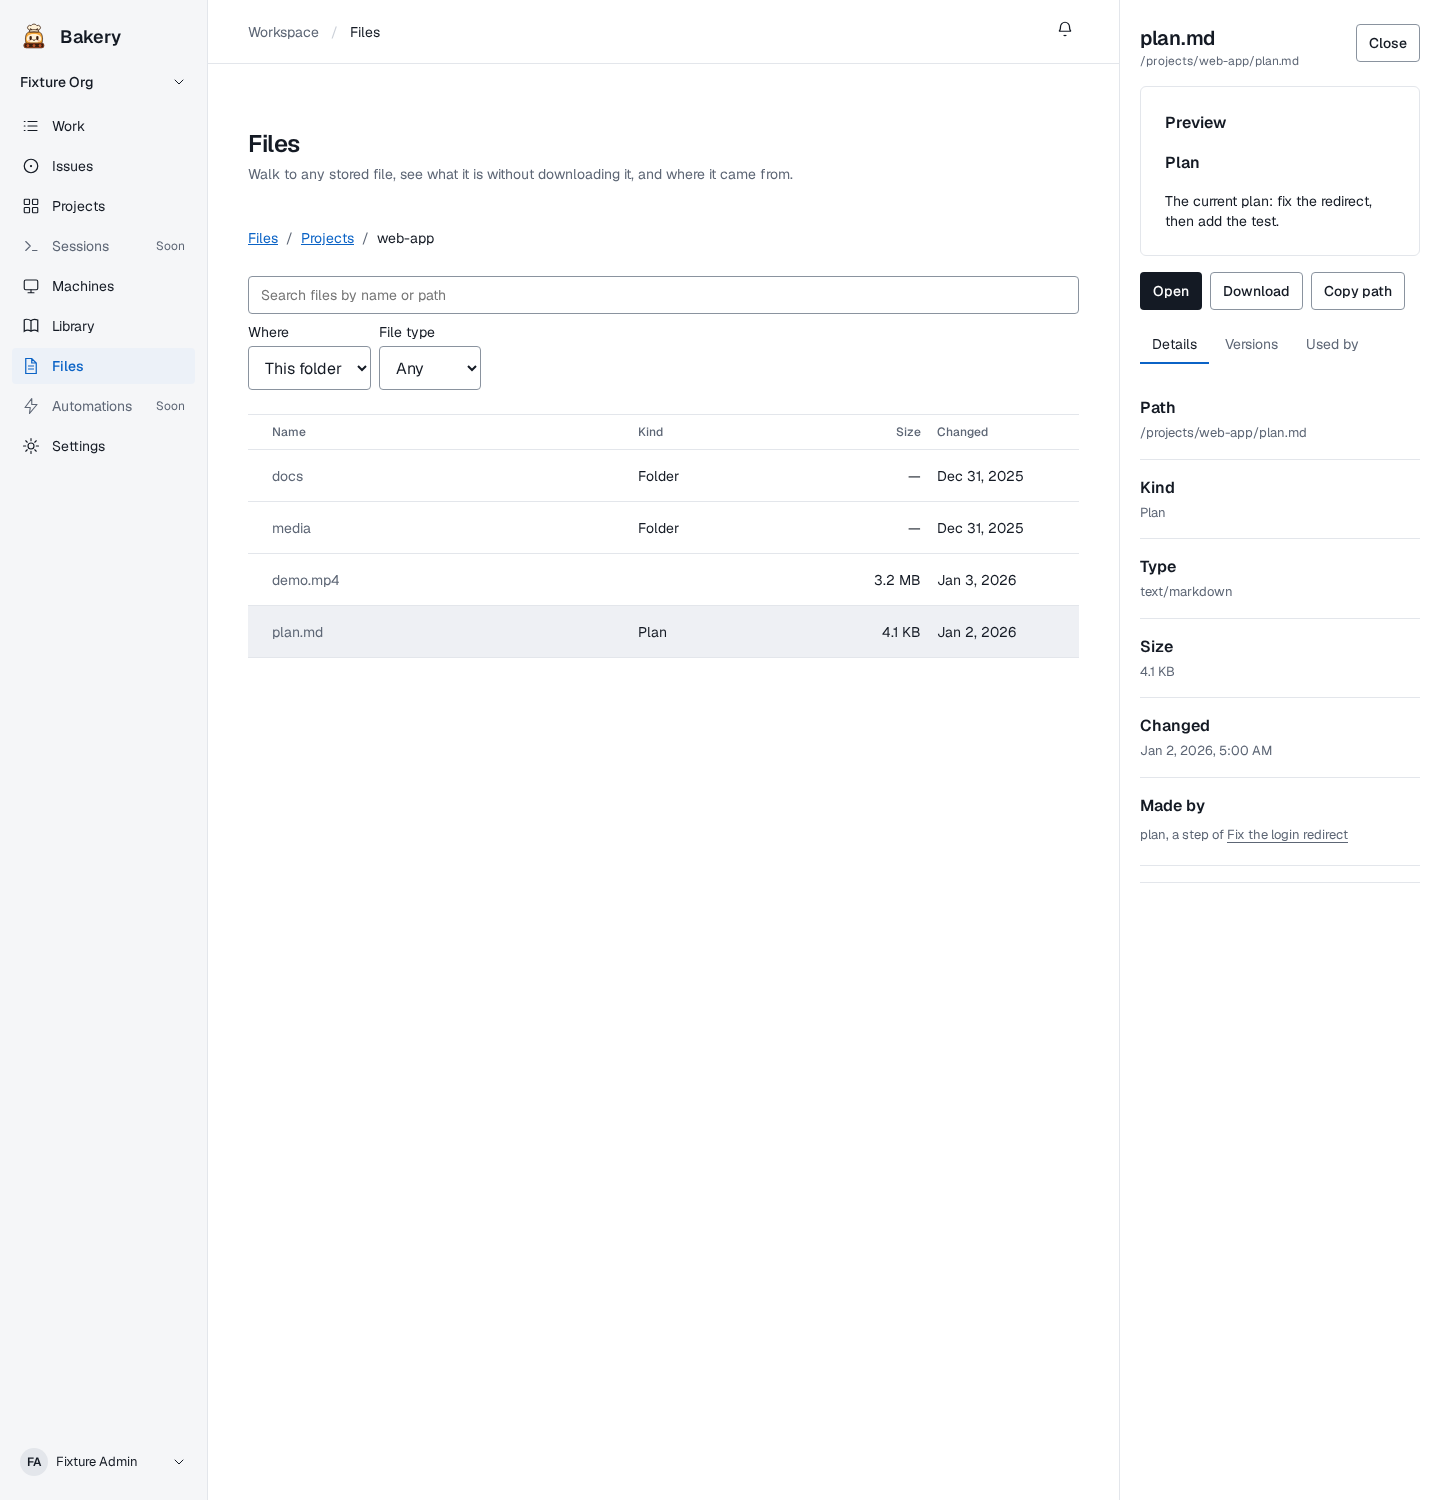 Bakery
Fixture Org
Work
Issues
Projects
Sessions Soon
Machines
Library
Files
Automations Soon
Settings
FA Fixture Admin
Workspace / Files
Files
Walk to any stored file, see what it is without downloading it, and where it came from.
Files / Projects / web-app
Search files by name or path
Where File type
This folder Any
Name Kind Size Changed
docs Folder — Dec 31, 2025
media Folder — Dec 31, 2025
demo.mp4 3.2 MB Jan 3, 2026
plan.md Plan 4.1 KB Jan 2, 2026
plan.md
/projects/web-app/plan.md
Close
Preview
Plan
The current plan: fix the redirect,
then add the test.
Open Download Copy path
Details Versions Used by
Path
/projects/web-app/plan.md
Kind
Plan
Type
text/markdown
Size
4.1 KB
Changed
Jan 2, 2026, 5:00 AM
Made by
plan, a step of Fix the login redirect